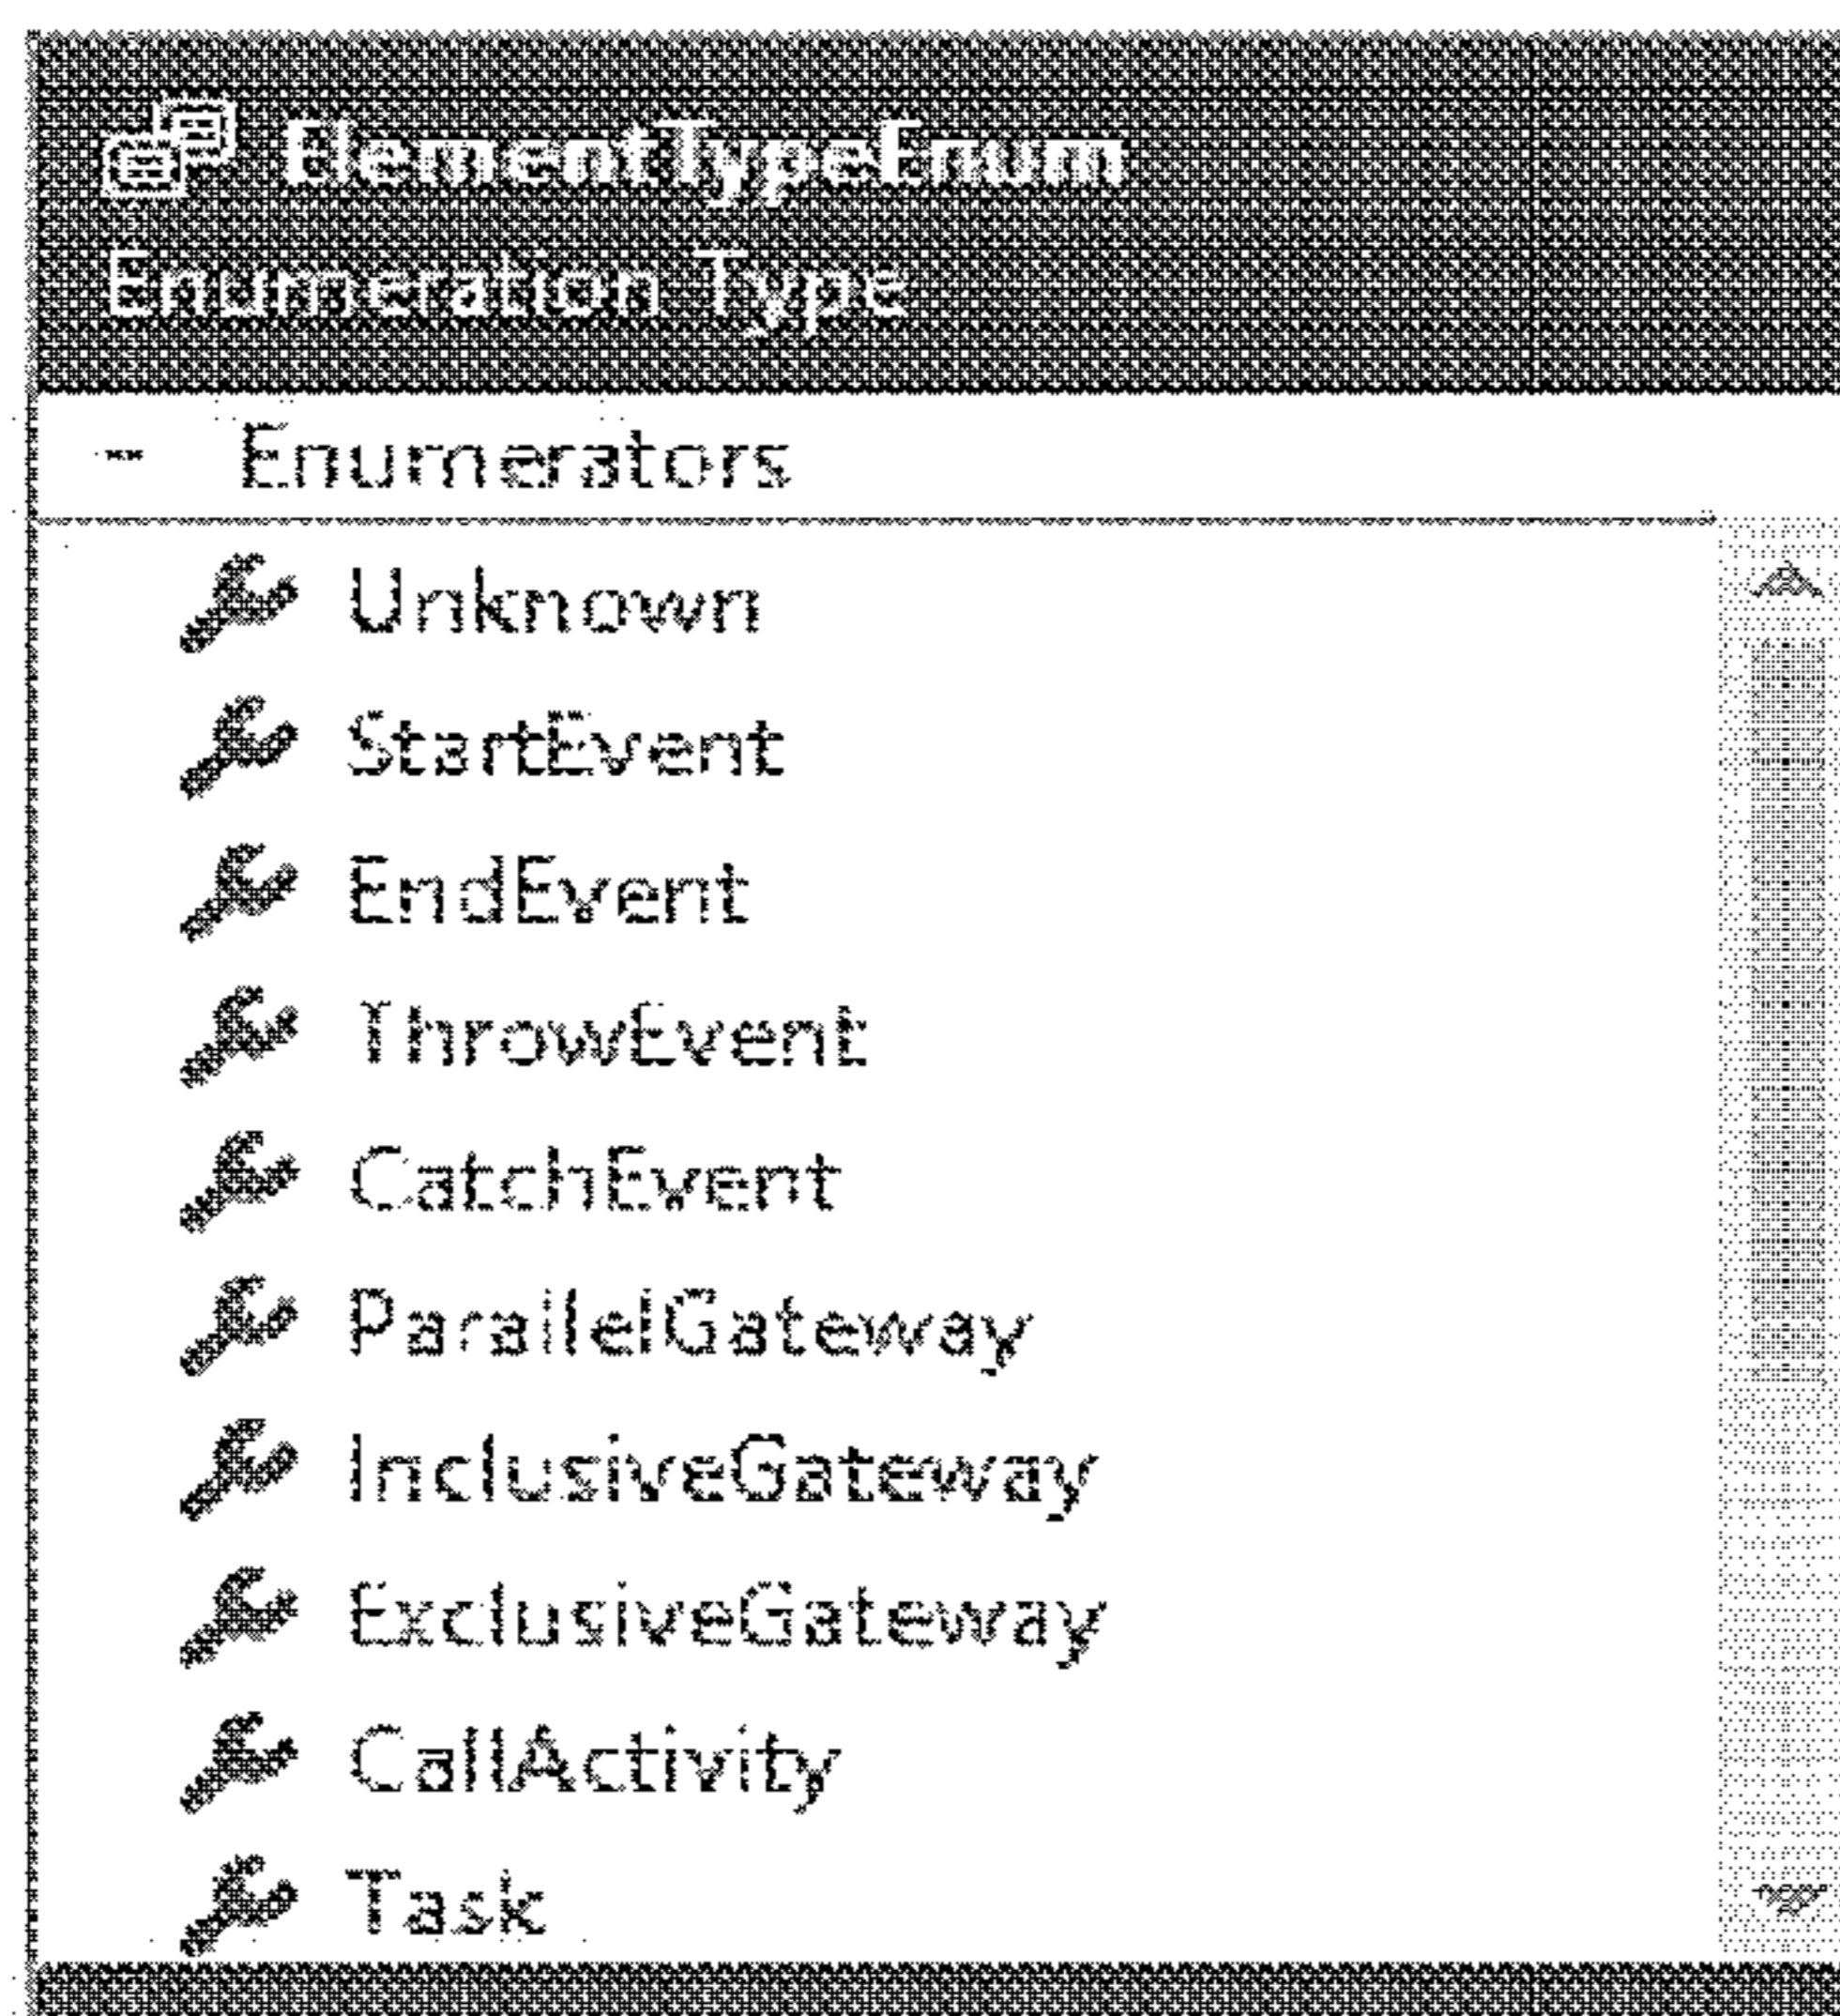 ElementTypeEnum
Enumeration Type
- Enumerators
Unknown
StartEvent
EndEvent
ThrowEvent
CatchEvent
ParallelGateway
InclusiveGateway
ExclusiveGateway
CallActivity
Task